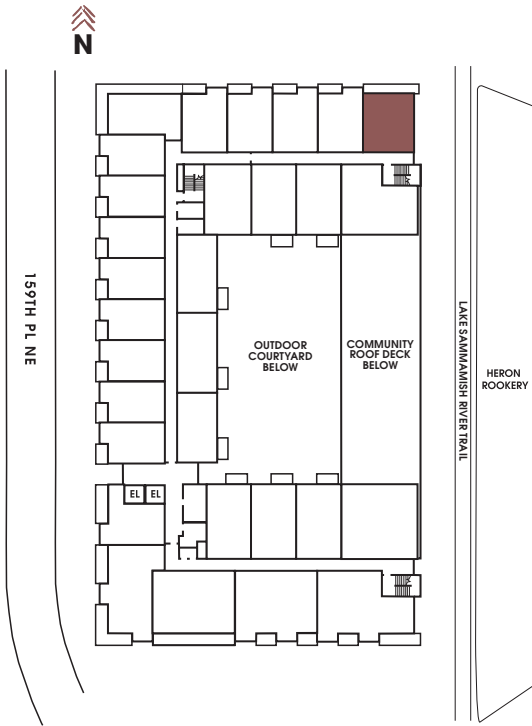 N
159TH PL NE
OUTDOOR
COURTYARD
BELOW
COMMUNITY
ROOF DECK
BELOW
LAKE SAMMAMISH RIVER TRAIL
HERON
ROOKERY
EL EL